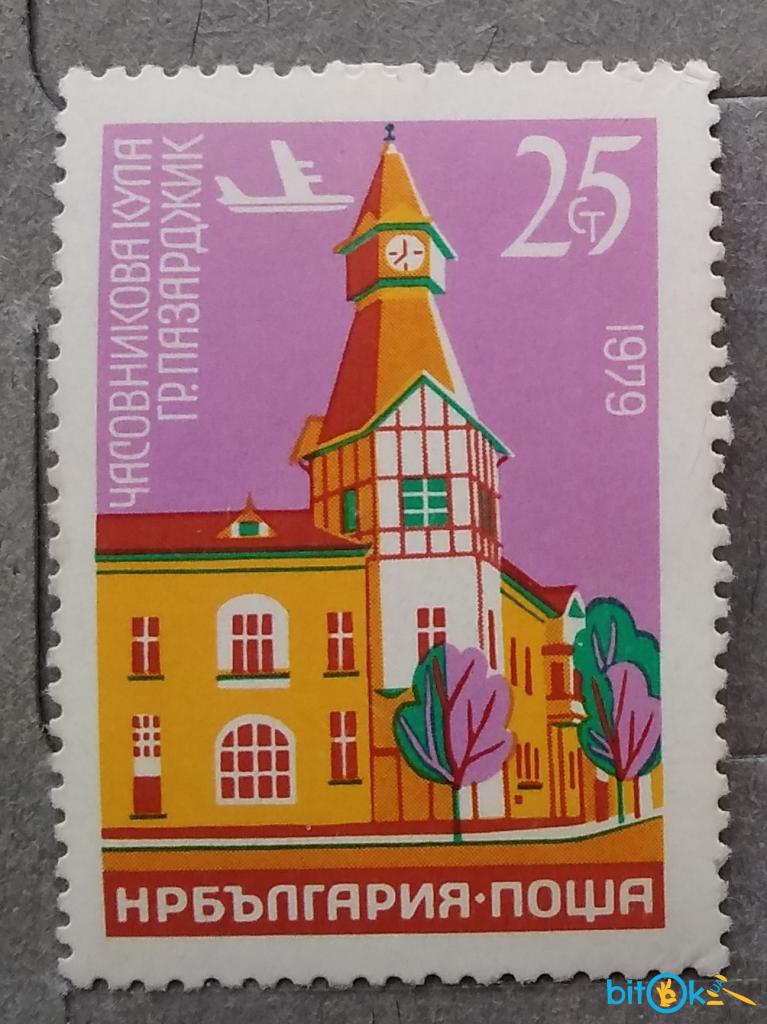 ЧАСОВНИКОВА КУЛА
ГР. ПАЗАРДЖИК
25
СТ
1979
НРБЪЛГАРИЯ·ПОЩА
bitOk